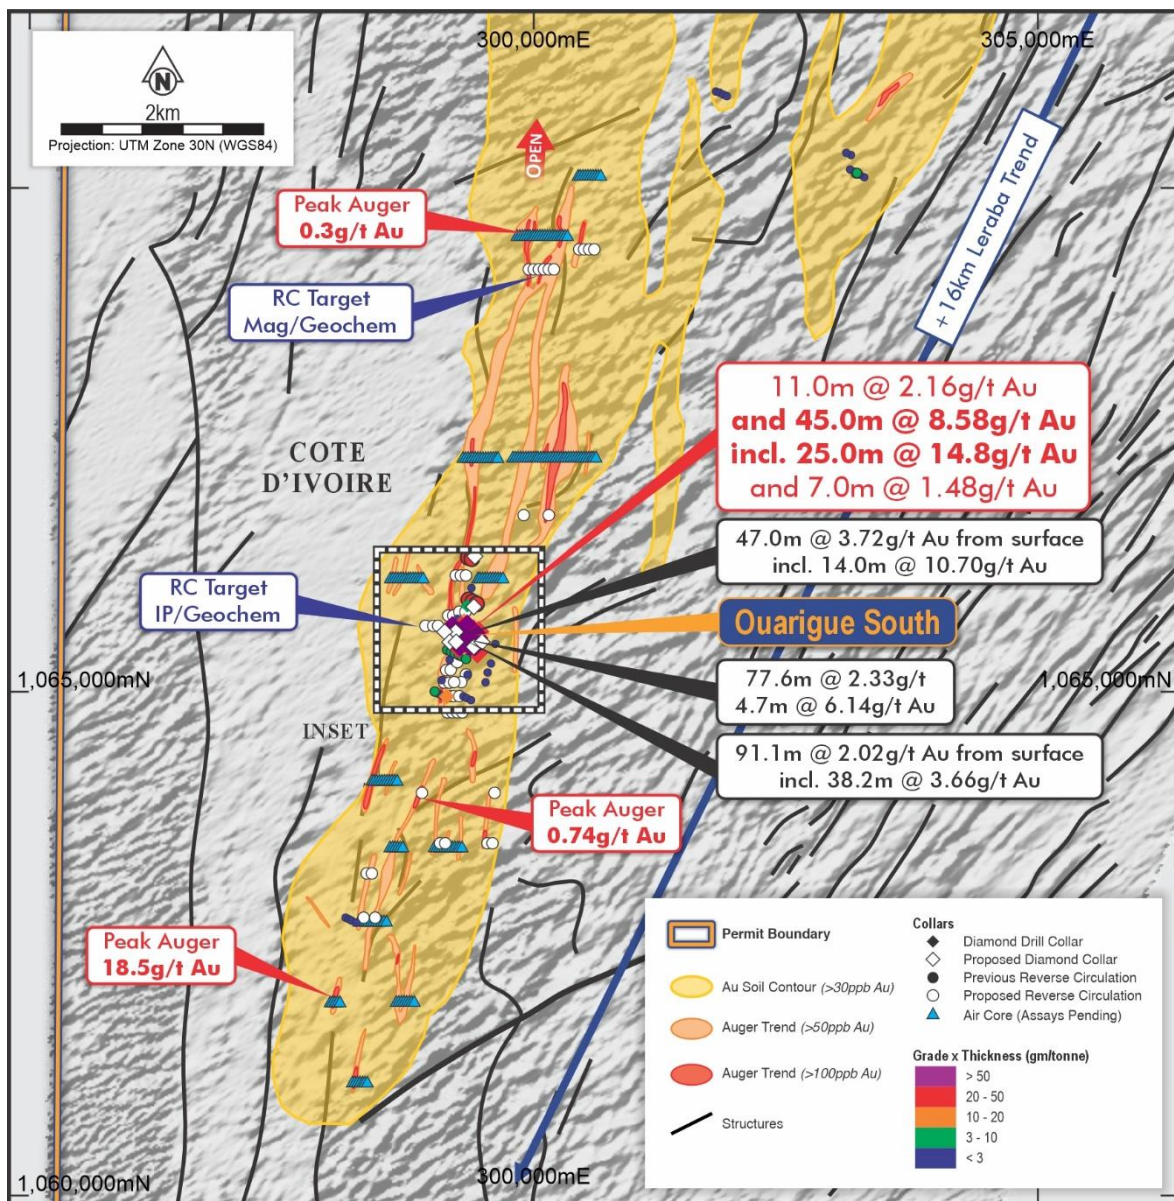 300,000mE
305,000mE
N
2km
Projection: UTM Zone 30N (WGS84)
OPEN
Peak Auger
0.3g/t Au
RC Target
Mag/Geochem
+ 16km Leraba Trend
COTE
D'IVOIRE
11.0m @ 2.16g/t Au
and 45.0m @ 8.58g/t Au
incl. 25.0m @ 14.8g/t Au
and 7.0m @ 1.48g/t Au
47.0m @ 3.72g/t Au from surface
incl. 14.0m @ 10.70g/t Au
RC Target
IP/Geochem
Ouarigue South
1,065,000mN
1,065,000mN
77.6m @ 2.33g/t
4.7m @ 6.14g/t Au
INSET
91.1m @ 2.02g/t Au from surface
incl. 38.2m @ 3.66g/t Au
Peak Auger
0.74g/t Au
Peak Auger
18.5g/t Au
Permit Boundary
Au Soil Contour (>30ppb Au)
Auger Trend (>50ppb Au)
Auger Trend (>100ppb Au)
Structures
Collars
Diamond Drill Collar
Proposed Diamond Collar
Previous Reverse Circulation
Proposed Reverse Circulation
Air Core (Assays Pending)
Grade x Thickness (gm/tonne)
> 50
20 - 50
10 - 20
3 - 10
< 3
1,060,000mN
300,000mE